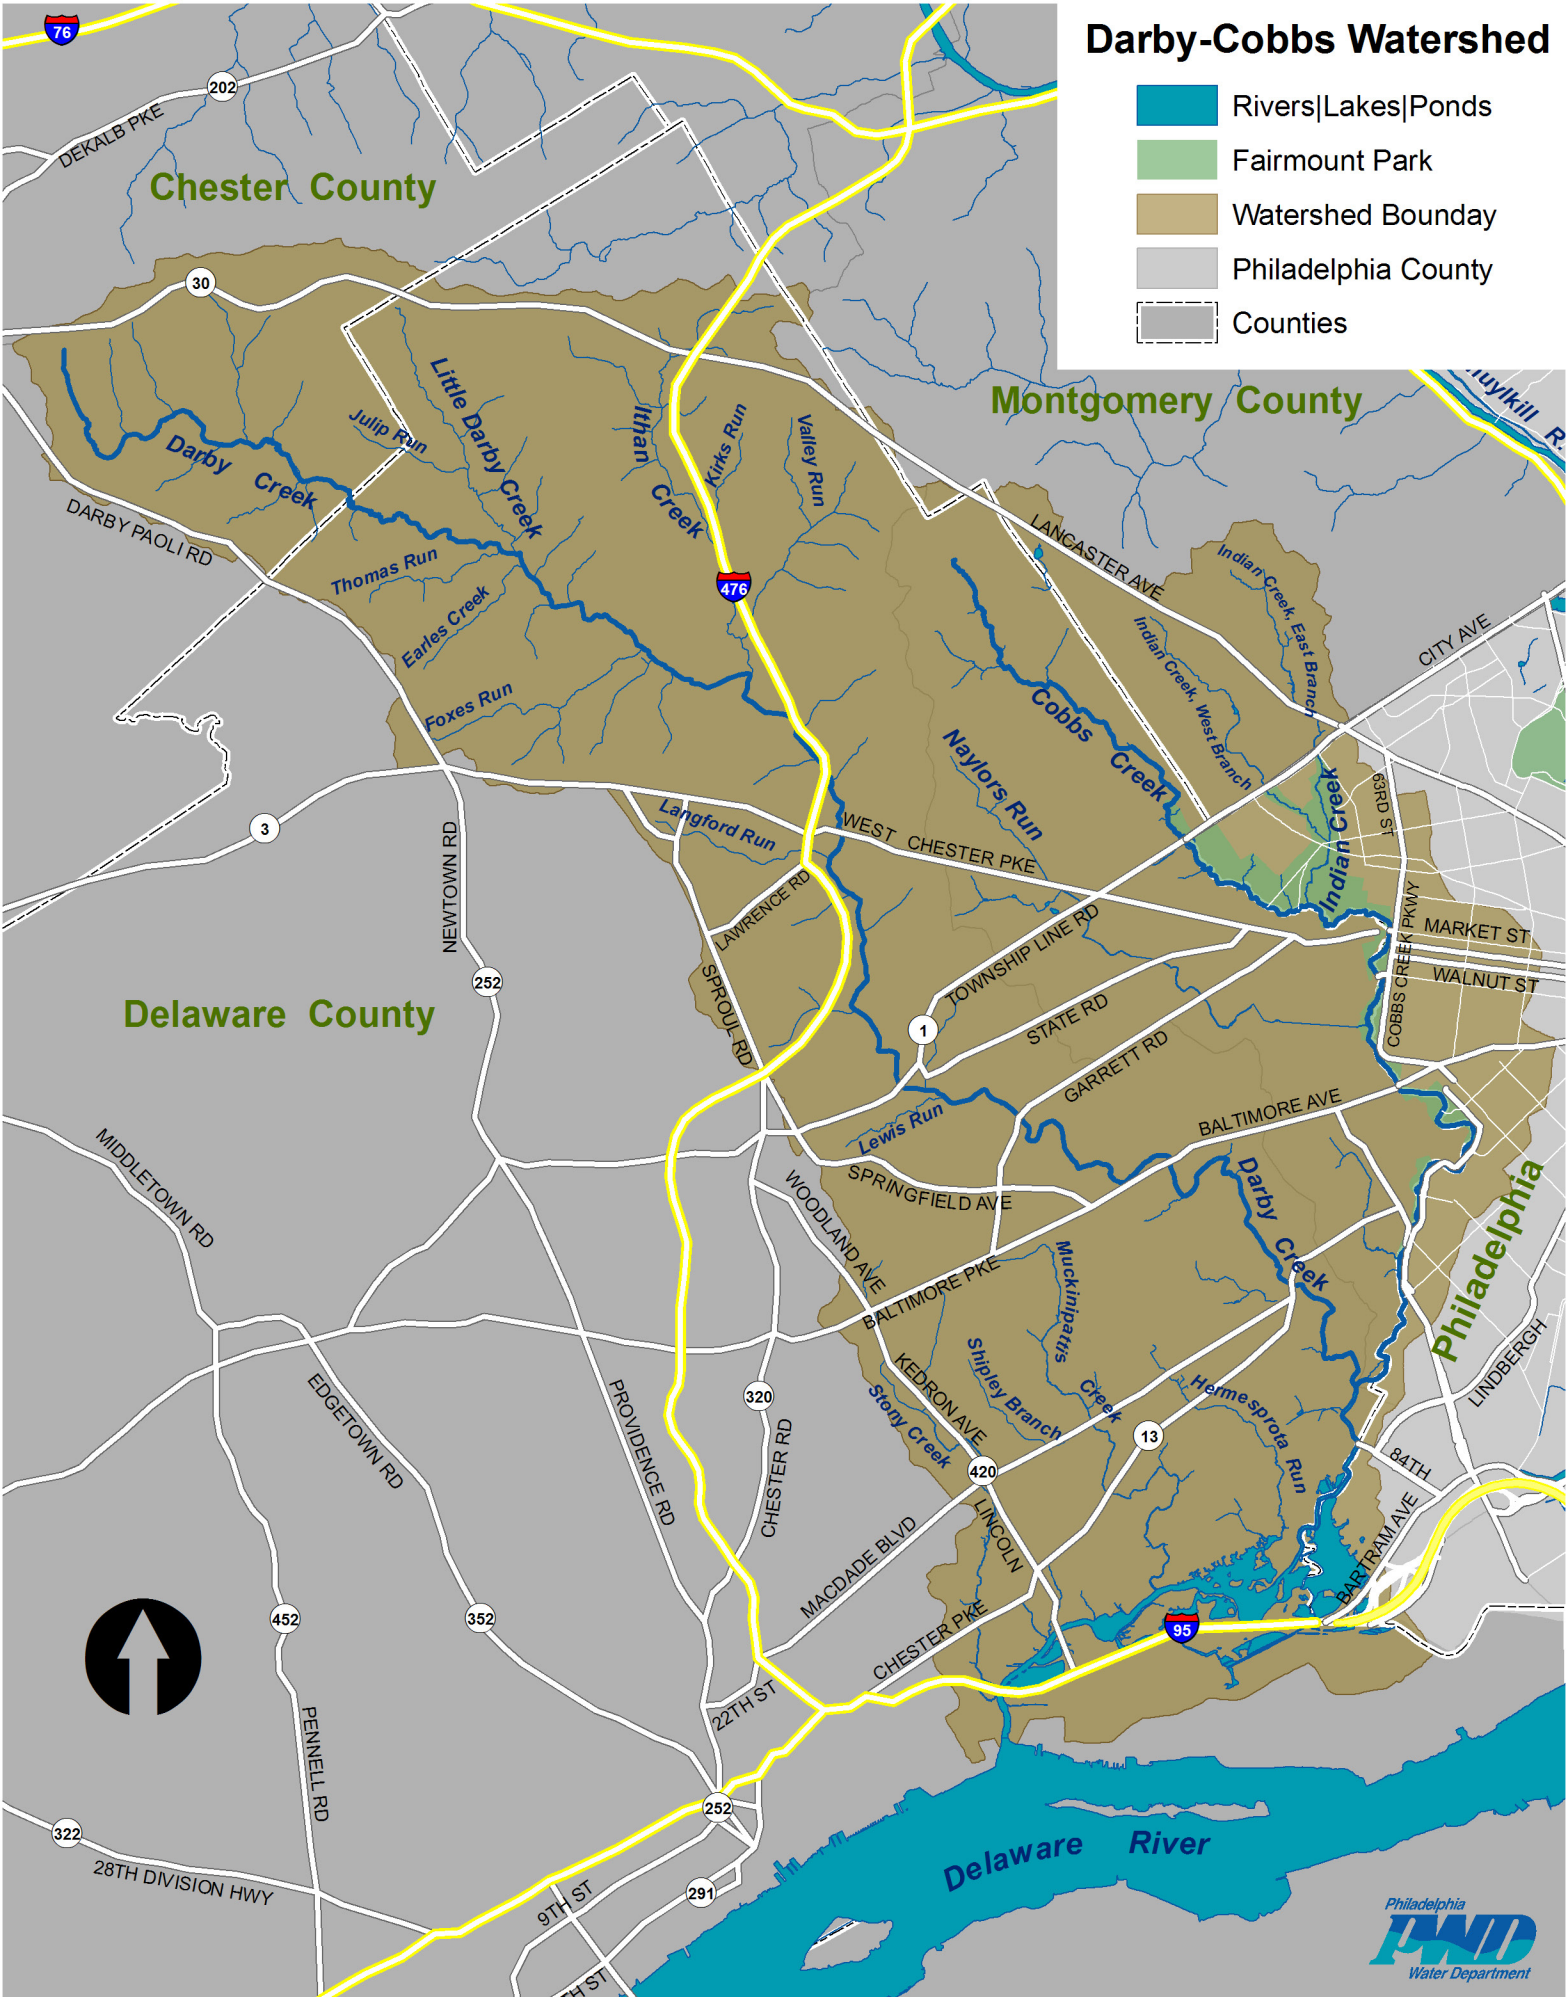 Darby-Cobbs Watershed
Rivers|Lakes|Ponds
Fairmount Park
Watershed Bounday
Philadelphia County
Counties
76
202
DEKALB PKE
Chester County
30
Montgomery County
Julip Run
Little Darby Creek
Ithan Creek
Kirks Run
Valley Run
Darby Creek
DARBY PAOLI RD
Thomas Run
Earles Creek
Foxes Run
476
LANCASTER AVE
Indian Creek, East Branch
Indian Creek, West Branch
CITY AVE
Cobbs Creek
Naylors Run
Indian Creek
63RD ST
3
NEWTOWN RD
Langford Run
WEST CHESTER PKE
LAWRENCE RD
SPROUL RD
TOWNSHIP LINE RD
COBBS CREEK PKWY
MARKET ST
WALNUT ST
252
Delaware County
1
STATE RD
GARRETT RD
BALTIMORE AVE
Lewis Run
SPRINGFIELD AVE
MIDDLETOWN RD
WOODLAND AVE
BALTIMORE PKE
Darby Creek
Philadelphia
Muckinipattis Creek
Shipley Branch
KEDRON AVE
Stony Creek
Hermesprota Run
LINDBERGH
EDGETOWN RD
PROVIDENCE RD
320
CHESTER RD
13
420
84TH
LINCOLN
MACDADE BLVD
BARTRAM AVE
452
352
CHESTER PKE
95
22TH ST
PENNELL RD
252
322
28TH DIVISION HWY
9TH ST
291
TH ST
Delaware River
Philadelphia
PWD
Water Department